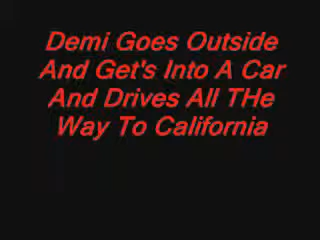 Demi Goes Outside
And Get's Into A Car
And Drives All THe
Way To California